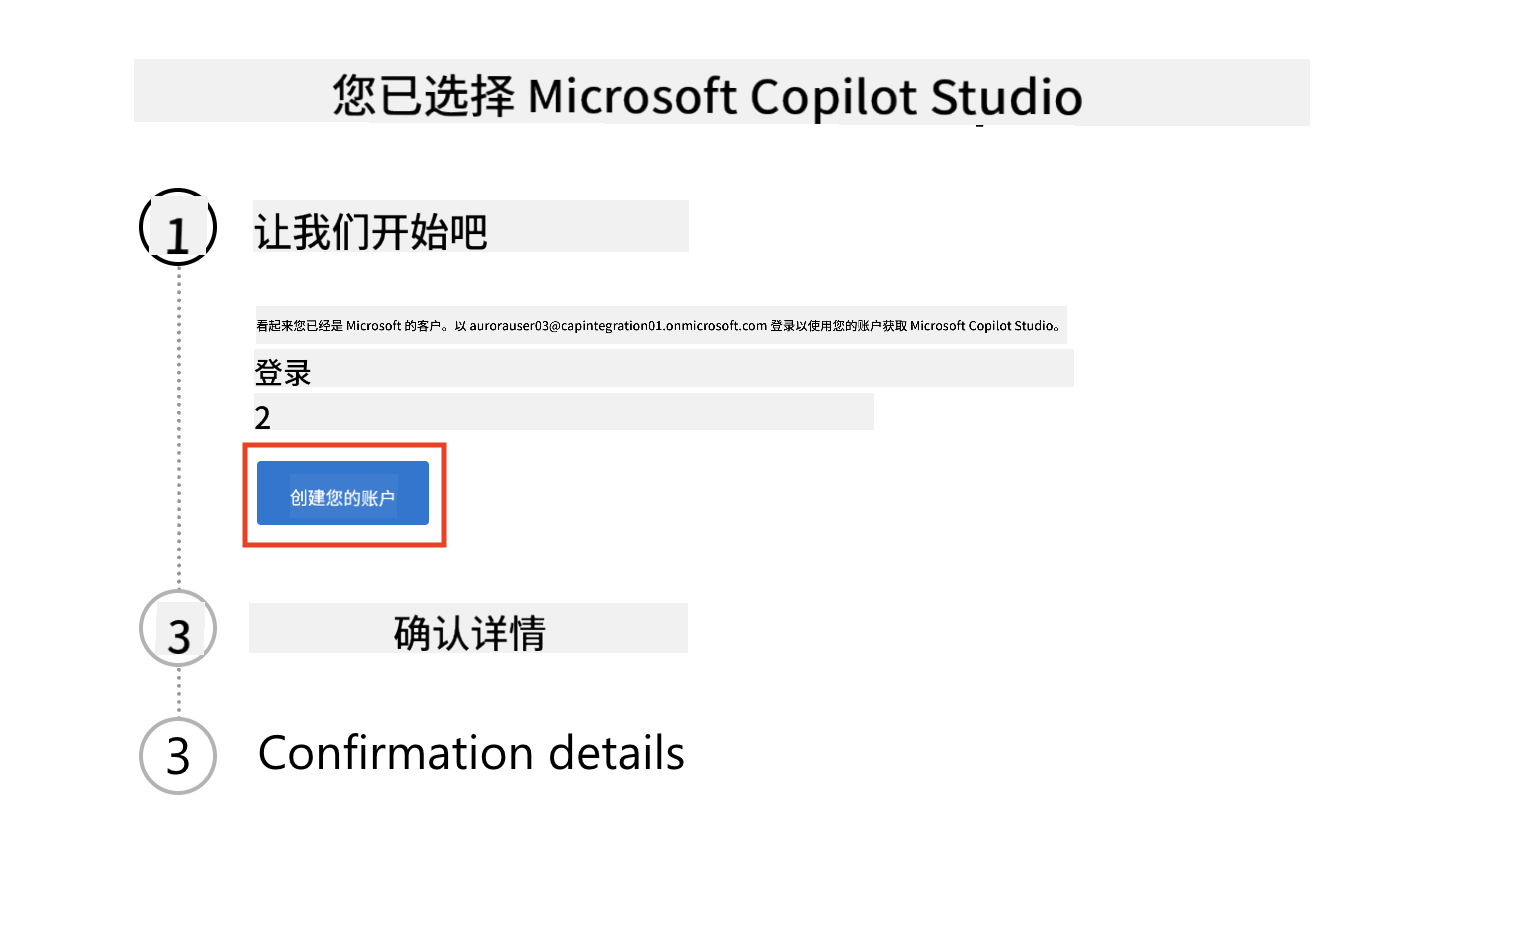 您已选择 Microsoft Copilot Studio
1 让我们开始吧
看起来您已经是 Microsoft 的客户。以 aurorauser03@capintegration01.onmicrosoft.com 登录以使用您的账户获取 Microsoft Copilot Studio。
登录
2
创建您的账户
3 确认详情
3 Confirmation details